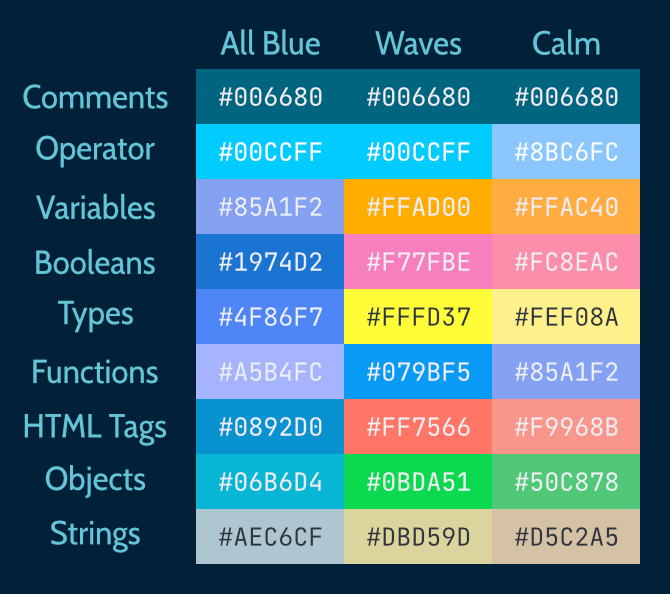 All Blue Waves Calm
Comments #006680 #006680 #006680
Operator #00CCFF #00CCFF #8BC6FC
Variables #85A1F2 #FFAD00 #FFAC40
Booleans #1974D2 #F77FBE #FC8EAC
Types #4F86F7 #FFFD37 #FEF08A
Functions #A5B4FC #079BF5 #85A1F2
HTML Tags #0892D0 #FF7566 #F9968B
Objects #06B6D4 #0BDA51 #50C878
Strings #AEC6CF #DBD59D #D5C2A5